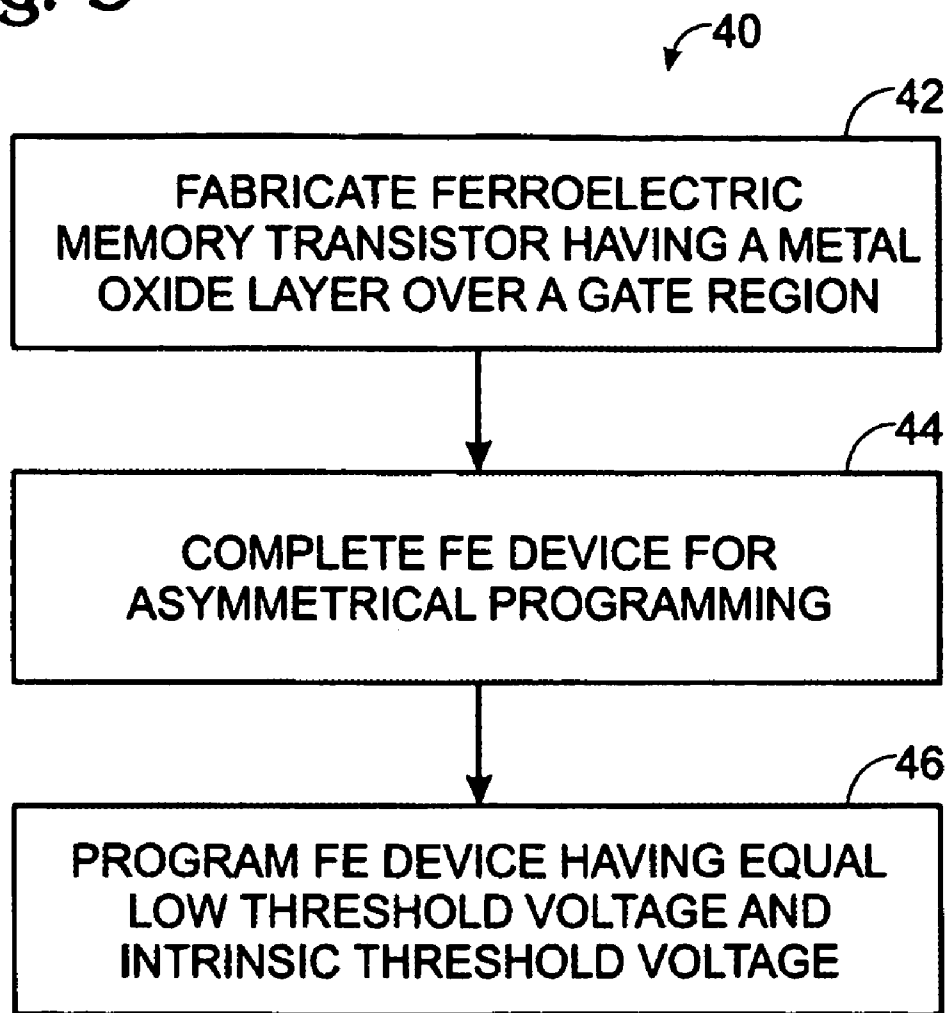 40
42
FABRICATE FERROELECTRIC
MEMORY TRANSISTOR HAVING A METAL
OXIDE LAYER OVER A GATE REGION
44
COMPLETE FE DEVICE FOR
ASYMMETRICAL PROGRAMMING
46
PROGRAM FE DEVICE HAVING EQUAL
LOW THRESHOLD VOLTAGE AND
INTRINSIC THRESHOLD VOLTAGE